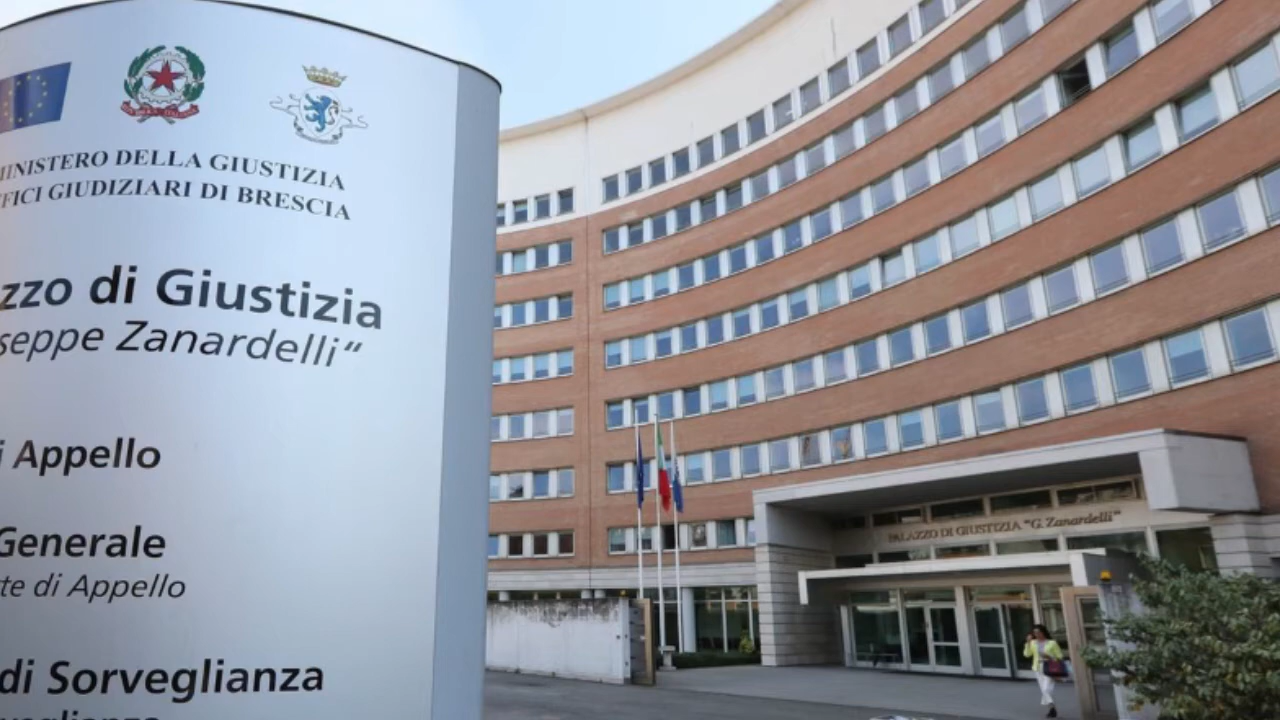 MINISTERO DELLA GIUSTIZIA
FICI GIUDIZIARI DI BRESCIA
zzo di Giustizia
seppe Zanardelli"
i Appello
Generale
te di Appello
di Sorveglianza
PALAZZO DI GIUSTIZIA "G. Zanardelli"